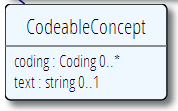 CodeableConcept
coding : Coding 0..*
text : string 0..1